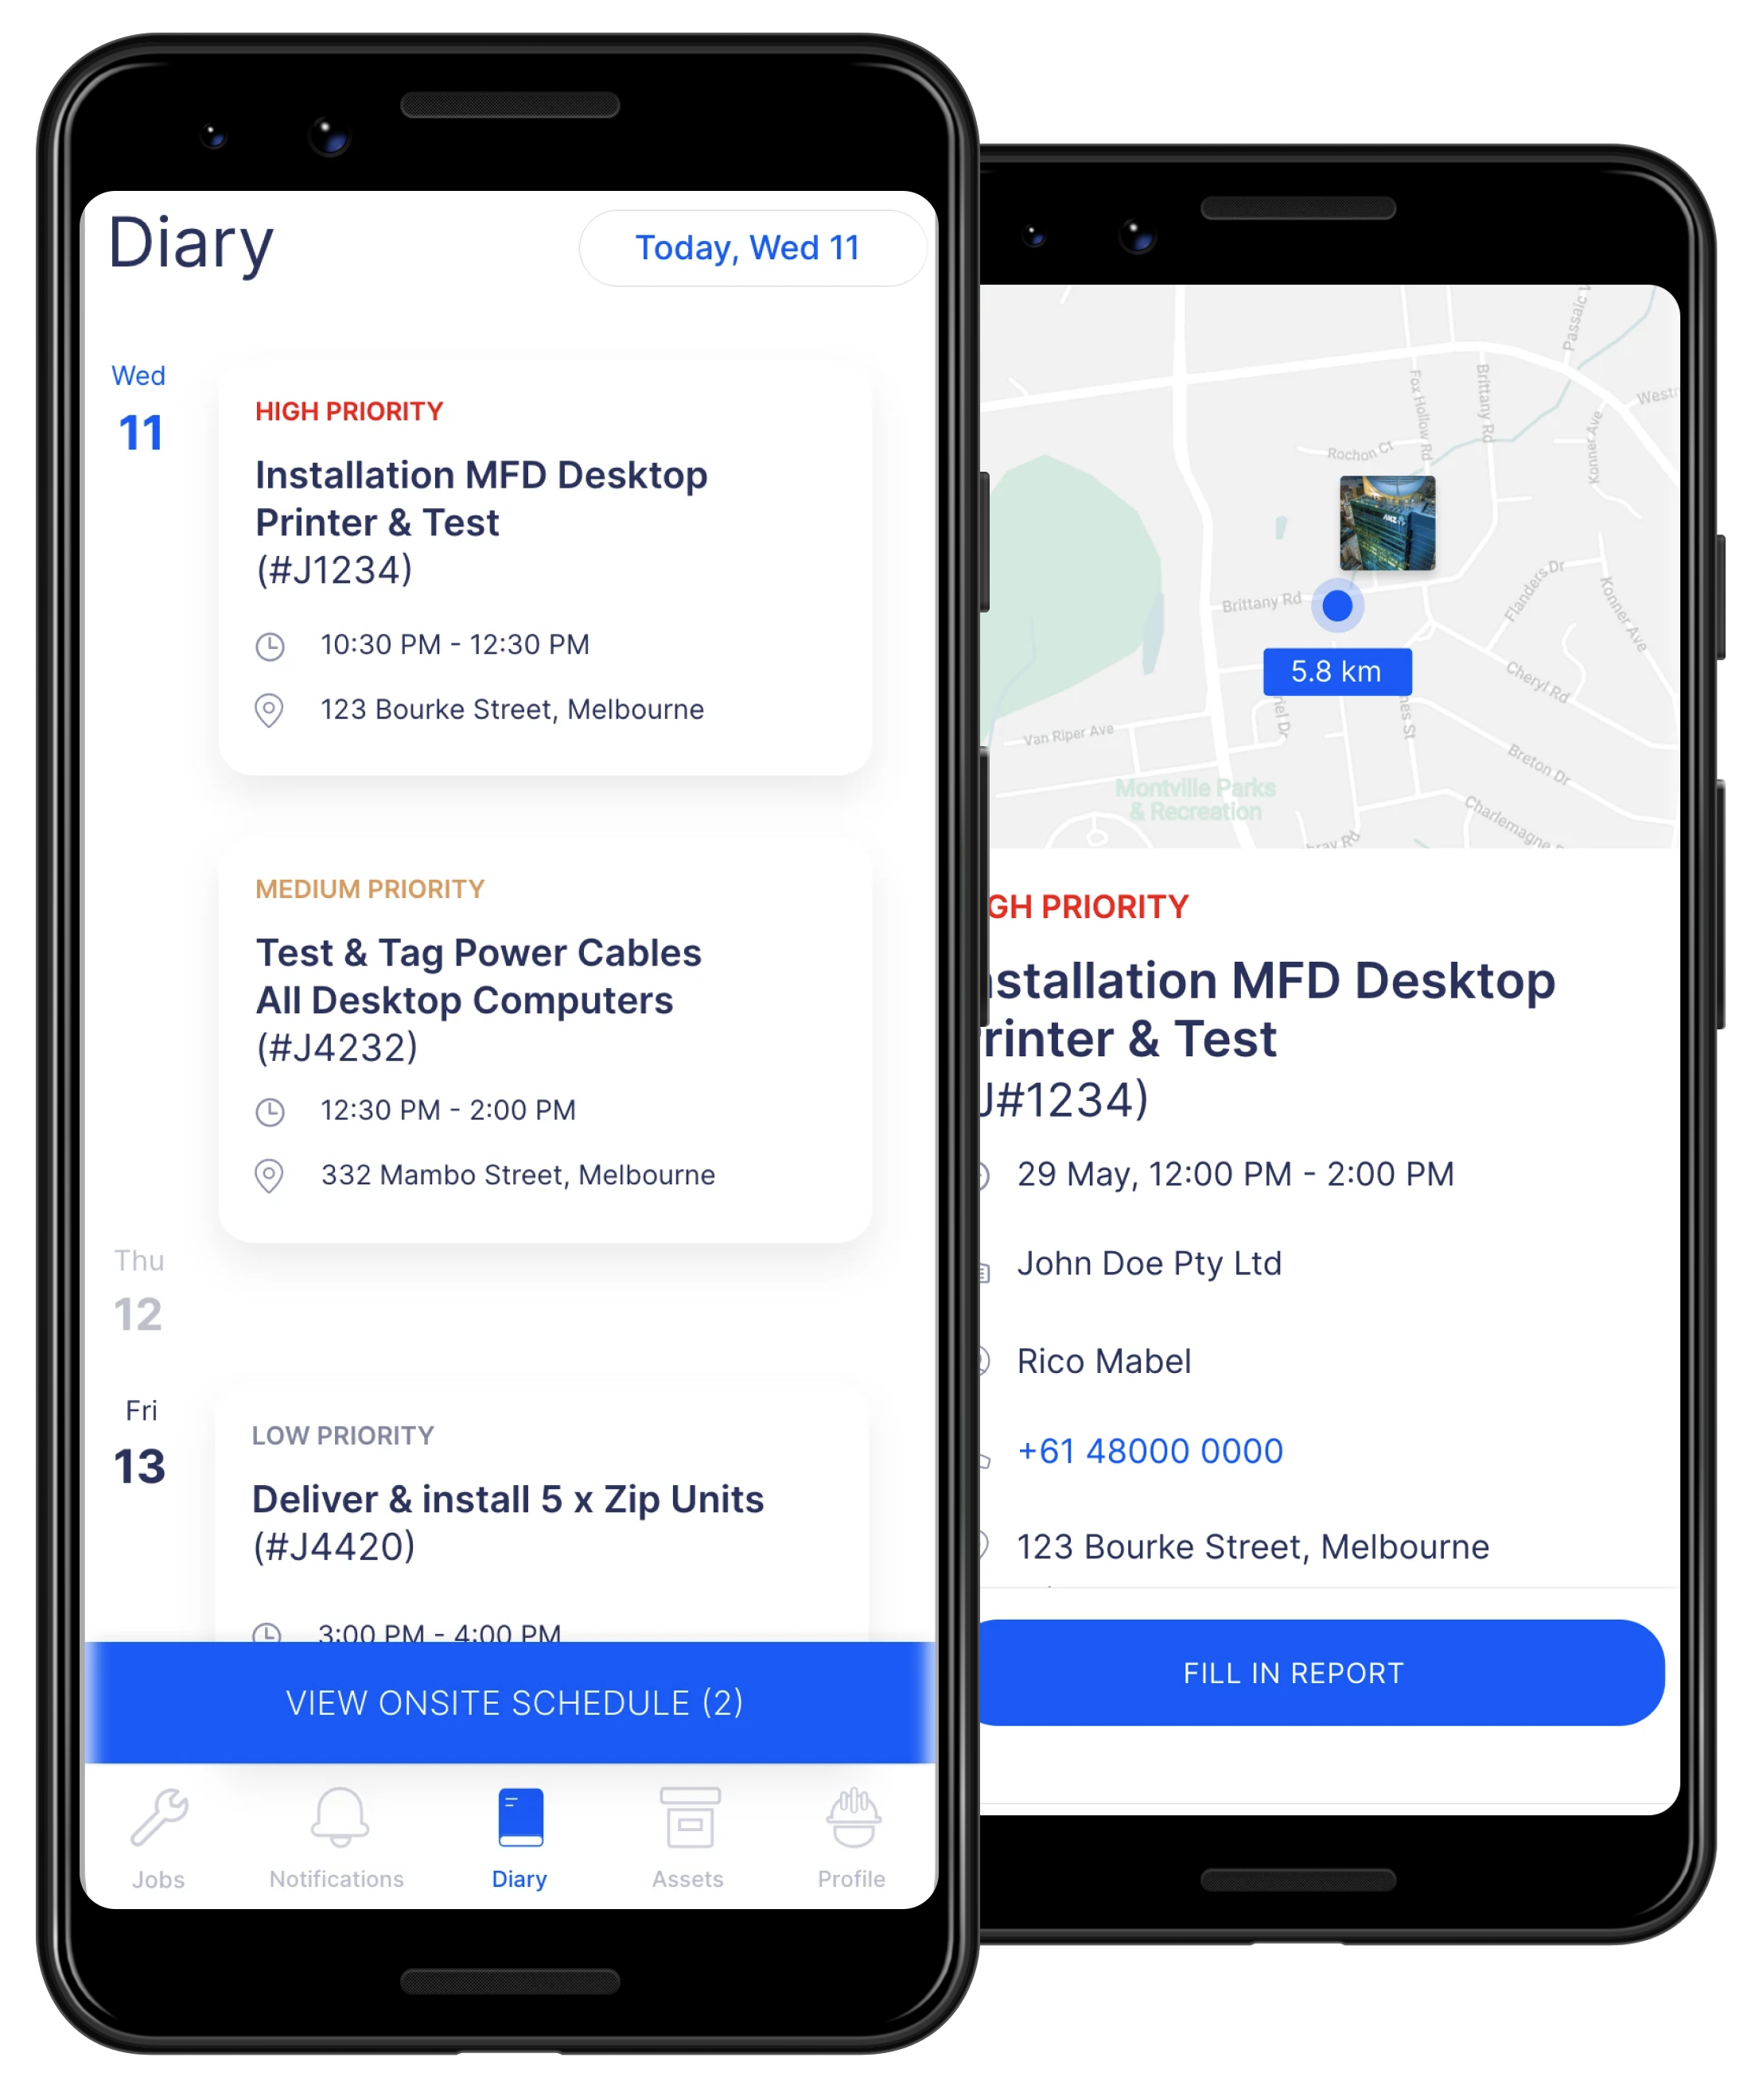 Diary
Today, Wed 11
Wed
11
HIGH PRIORITY
Installation MFD Desktop
Printer & Test
(#J1234)
10:30 PM - 12:30 PM
123 Bourke Street, Melbourne
MEDIUM PRIORITY
Test & Tag Power Cables
All Desktop Computers
(#J4232)
12:30 PM - 2:00 PM
332 Mambo Street, Melbourne
Thu
12
Fri
13
LOW PRIORITY
Deliver & install 5 x Zip Units
(#J4420)
3:00 PM - 4:00 PM
VIEW ONSITE SCHEDULE (2)
Jobs
Notifications
Diary
Assets
Profile
Passaic
Fox Hollow Rd
Brittany Rd
Konner Ave
Rochon Ct
ANZ
Brittany Rd
Flanders Dr
Konner Ave
5.8 km
Cheryl Rd
Van Riper Ave
Breton Dr
Montville Parks
& Recreation
Charlemagne
Rd
GH PRIORITY
stallation MFD Desktop
rinter & Test
J#1234)
29 May, 12:00 PM - 2:00 PM
John Doe Pty Ltd
Rico Mabel
+61 48000 0000
123 Bourke Street, Melbourne
FILL IN REPORT